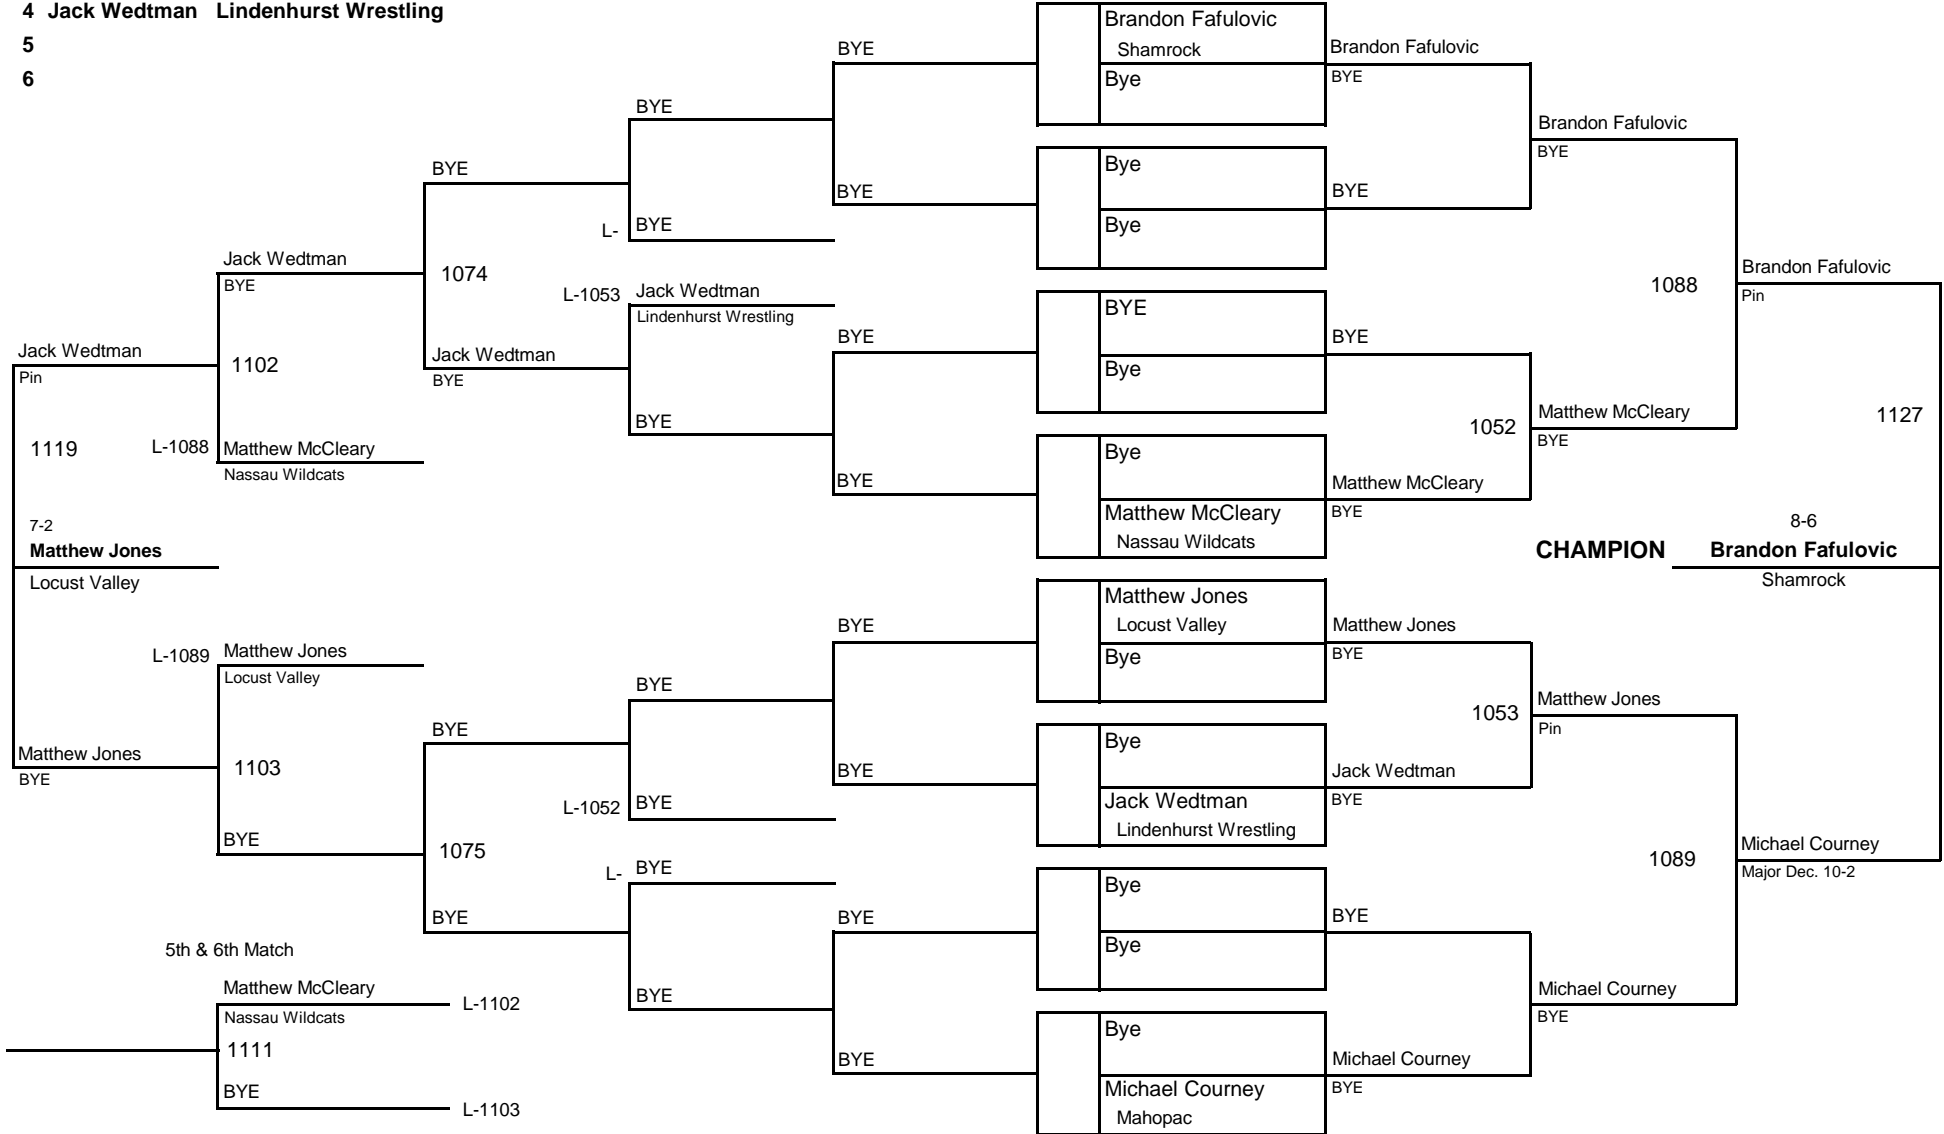 4 Jack Wedtman Lindenhurst Wrestling
5
6
Brandon Fafulovic
Shamrock
Bye
Bye
Bye
BYE
Bye
Bye
Matthew McCleary
Nassau Wildcats
Matthew Jones
Locust Valley
Bye
Bye
Jack Wedtman
Lindenhurst Wrestling
Bye
Bye
Bye
Michael Courney
Mahopac
Brandon Fafulovic
BYE
BYE
BYE
1052
Matthew McCleary
BYE
Matthew Jones
BYE
1053
Jack Wedtman
BYE
BYE
Michael Courney
BYE
Brandon Fafulovic
BYE
1088
Matthew McCleary
BYE
Matthew Jones
Pin
1089
Michael Courney
BYE
Brandon Fafulovic
Pin
1127
8-6
CHAMPION Brandon Fafulovic
Shamrock
Michael Courney
Major Dec. 10-2
BYE
BYE
BYE
BYE
BYE
BYE
BYE
BYE
BYE
L- BYE
L-1053 Jack Wedtman
Lindenhurst Wrestling
BYE
BYE
L-1052 BYE
L- BYE
BYE
BYE
1074
Jack Wedtman
BYE
BYE
1075
BYE
Jack Wedtman
BYE
1102
L-1088 Matthew McCleary
Nassau Wildcats
L-1089 Matthew Jones
Locust Valley
1103
BYE
Jack Wedtman
Pin
1119
7-2
Matthew Jones
Locust Valley
Matthew Jones
BYE
5th & 6th Match
Matthew McCleary L-1102
Nassau Wildcats
1111
BYE L-1103